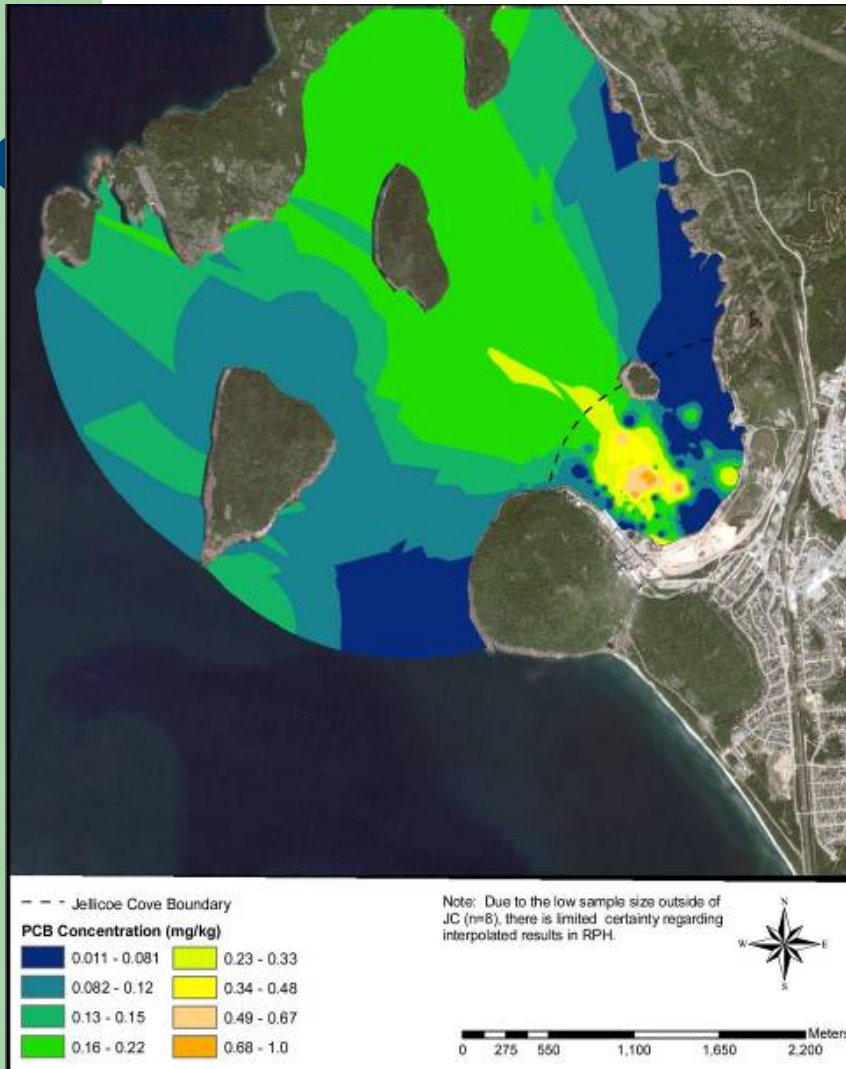 Jellicoe Cove Boundary
PCB Concentration (mg/kg)
0.011 - 0.081
0.082 - 0.12
0.13 - 0.15
0.16 - 0.22
0.23 - 0.33
0.34 - 0.48
0.49 - 0.67
0.68 - 1.0
Note: Due to the low sample size outside of
JC (n=8), there is limited certainty regarding
interpolated results in RPH.
N
W E
S
Meters
0 275 550 1,100 1,650 2,200